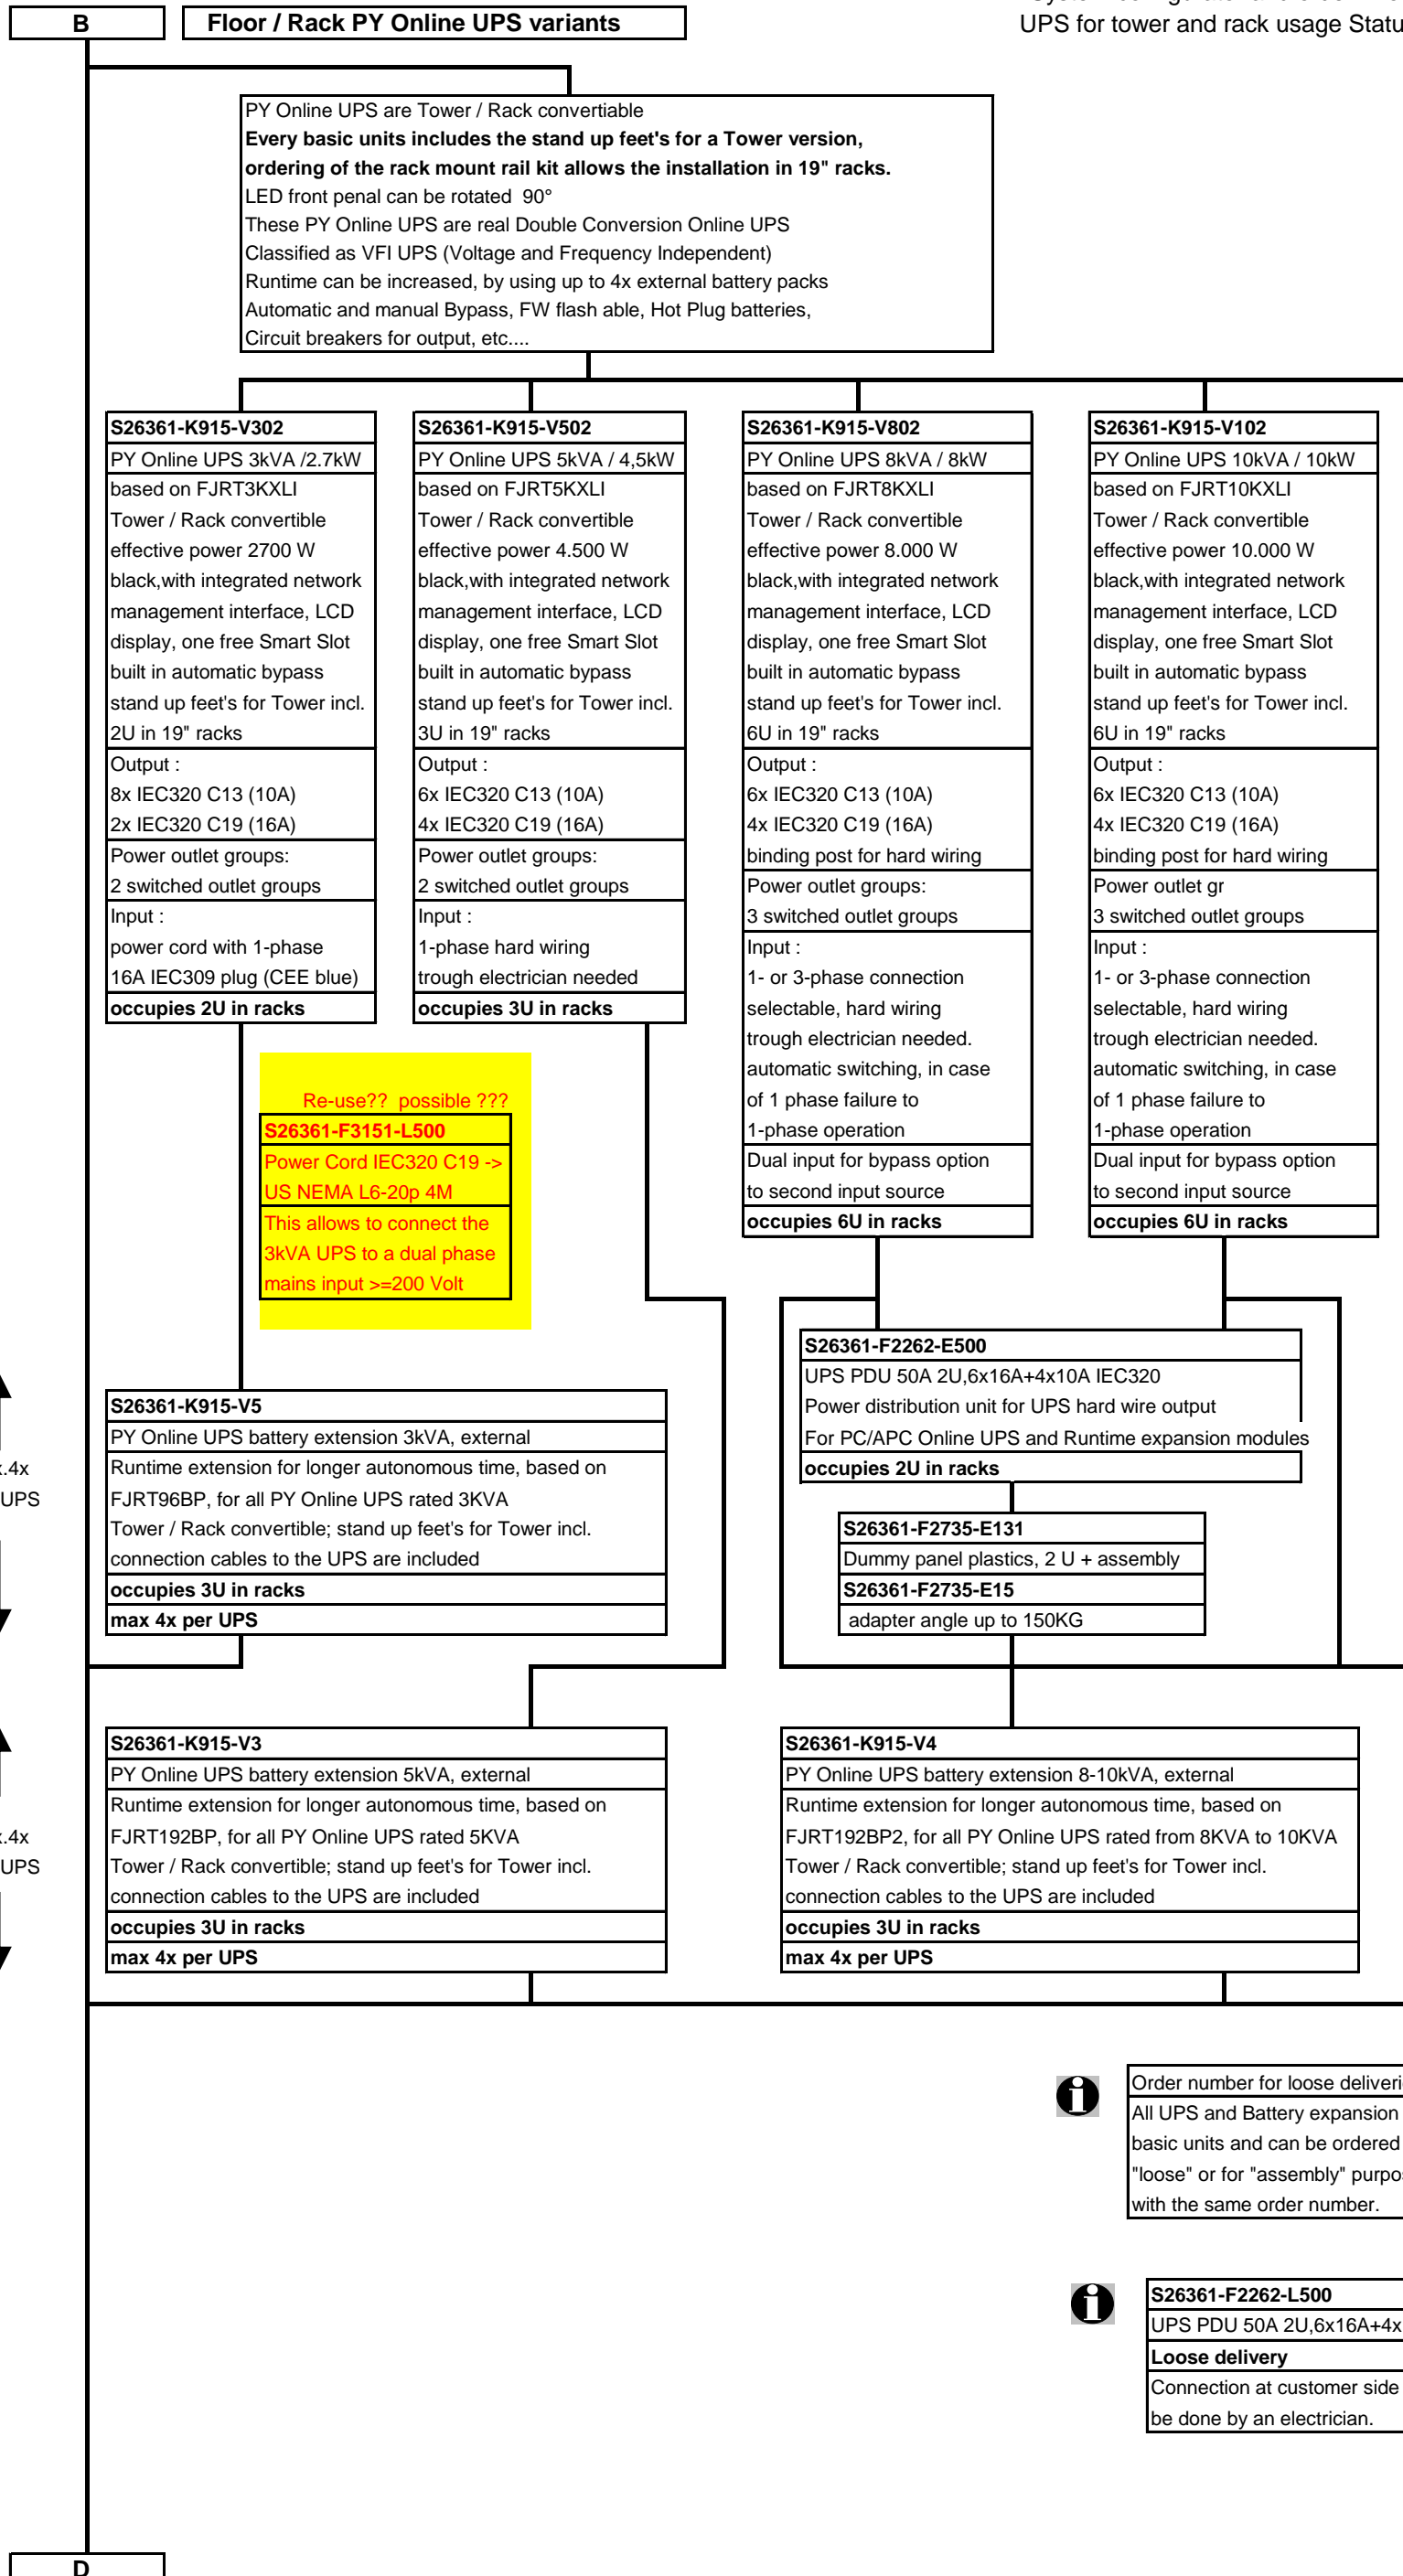 B
Floor / Rack PY Online UPS variants
UPS for tower and rack usage Statu
PY Online UPS are Tower / Rack convertiable
Every basic units includes the stand up feet's for a Tower version,
ordering of the rack mount rail kit allows the installation in 19" racks.
LED front penal can be rotated 90°
These PY Online UPS are real Double Conversion Online UPS
Classified as VFI UPS (Voltage and Frequency Independent)
Runtime can be increased, by using up to 4x external battery packs
Automatic and manual Bypass, FW flash able, Hot Plug batteries,
Circuit breakers for output, etc....
S26361-K915-V302
PY Online UPS 3kVA /2.7kW
based on FJRT3KXLI
Tower / Rack convertible
effective power 2700 W
black,with integrated network
management interface, LCD
display, one free Smart Slot
built in automatic bypass
stand up feet's for Tower incl.
2U in 19" racks
Output :
8x IEC320 C13 (10A)
2x IEC320 C19 (16A)
Power outlet groups:
2 switched outlet groups
Input :
power cord with 1-phase
16A IEC309 plug (CEE blue)
occupies 2U in racks
S26361-K915-V502
PY Online UPS 5kVA / 4,5kW
based on FJRT5KXLI
Tower / Rack convertible
effective power 4.500 W
black,with integrated network
management interface, LCD
display, one free Smart Slot
built in automatic bypass
stand up feet's for Tower incl.
3U in 19" racks
Output :
6x IEC320 C13 (10A)
4x IEC320 C19 (16A)
Power outlet groups:
2 switched outlet groups
Input :
1-phase hard wiring
trough electrician needed
occupies 3U in racks
S26361-K915-V802
PY Online UPS 8kVA / 8kW
based on FJRT8KXLI
Tower / Rack convertible
effective power 8.000 W
black,with integrated network
management interface, LCD
display, one free Smart Slot
built in automatic bypass
stand up feet's for Tower incl.
6U in 19" racks
Output :
6x IEC320 C13 (10A)
4x IEC320 C19 (16A)
binding post for hard wiring
Power outlet groups:
3 switched outlet groups
Input :
1- or 3-phase connection
selectable, hard wiring
trough electrician needed.
automatic switching, in case
of 1 phase failure to
1-phase operation
Dual input for bypass option
to second input source
occupies 6U in racks
S26361-K915-V102
PY Online UPS 10kVA / 10kW
based on FJRT10KXLI
Tower / Rack convertible
effective power 10.000 W
black,with integrated network
management interface, LCD
display, one free Smart Slot
built in automatic bypass
stand up feet's for Tower incl.
6U in 19" racks
Output :
6x IEC320 C13 (10A)
4x IEC320 C19 (16A)
binding post for hard wiring
Power outlet gr
3 switched outlet groups
Input :
1- or 3-phase connection
selectable, hard wiring
trough electrician needed.
automatic switching, in case
of 1 phase failure to
1-phase operation
Dual input for bypass option
to second input source
occupies 6U in racks
Re-use?? possible ???
S26361-F3151-L500
Power Cord IEC320 C19 ->
US NEMA L6-20p 4M
This allows to connect the
3kVA UPS to a dual phase
mains input >=200 Volt
S26361-F2262-E500
UPS PDU 50A 2U,6x16A+4x10A IEC320
Power distribution unit for UPS hard wire output
For PC/APC Online UPS and Runtime expansion modules
occupies 2U in racks
.4x
UPS
S26361-K915-V5
PY Online UPS battery extension 3kVA, external
Runtime extension for longer autonomous time, based on
FJRT96BP, for all PY Online UPS rated 3KVA
Tower / Rack convertible; stand up feet's for Tower incl.
connection cables to the UPS are included
occupies 3U in racks
max 4x per UPS
S26361-F2735-E131
Dummy panel plastics, 2 U + assembly
S26361-F2735-E15
adapter angle up to 150KG
.4x
UPS
S26361-K915-V3
PY Online UPS battery extension 5kVA, external
Runtime extension for longer autonomous time, based on
FJRT192BP, for all PY Online UPS rated 5KVA
Tower / Rack convertible; stand up feet's for Tower incl.
connection cables to the UPS are included
occupies 3U in racks
max 4x per UPS
S26361-K915-V4
PY Online UPS battery extension 8-10kVA, external
Runtime extension for longer autonomous time, based on
FJRT192BP2, for all PY Online UPS rated from 8KVA to 10KVA
Tower / Rack convertible; stand up feet's for Tower incl.
connection cables to the UPS are included
occupies 3U in racks
max 4x per UPS
Order number for loose deliveri
All UPS and Battery expansion
basic units and can be ordered
"loose" or for "assembly" purpo
with the same order number.
S26361-F2262-L500
UPS PDU 50A 2U,6x16A+4x
Loose delivery
Connection at customer side
be done by an electrician.
D